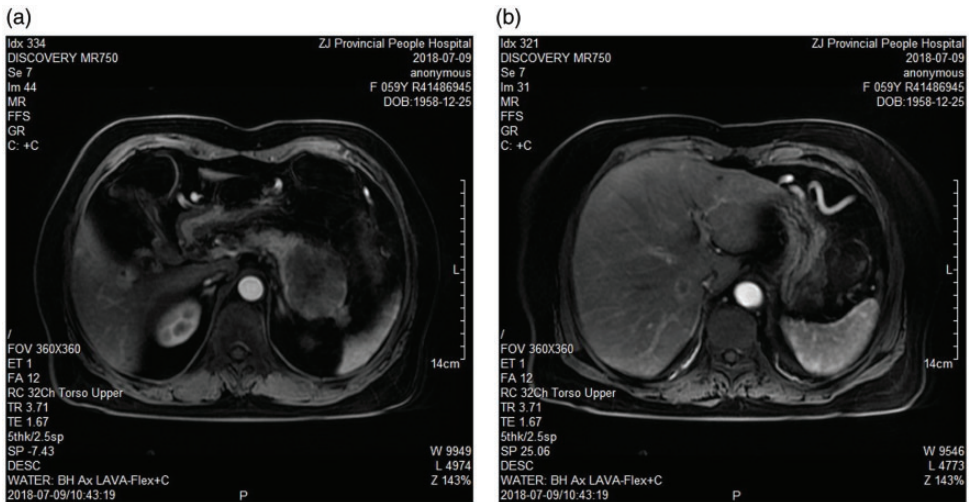 (a)
Idx 334
DISCOVERY MR750
Se 7
Im 44
MR
FFS
GR
C: +C
ZJ Provincial People Hospital
2018-07-09
anonymous
F 059Y R41486945
DOB:1958-12-25
L
14cm
/
FOV 360X360
ET 1
FA 12
RC 32Ch Torso Upper
TR 3.71
TE 1.67
5thk/2.5sp
SP -7.43
DESC
WATER: BH Ax LAVA-Flex+C
2018-07-09/10:43:19
P
W 9949
L 4974
Z 143%
(b)
Idx 321
DISCOVERY MR750
Se 7
Im 31
MR
FFS
GR
C: +C
ZJ Provincial People Hospital
2018-07-09
anonymous
F 059Y R41486945
DOB:1958-12-25
L
14cm
/
FOV 360X360
ET 1
FA 12
RC 32Ch Torso Upper
TR 3.71
TE 1.67
5thk/2.5sp
SP 25.06
DESC
WATER: BH Ax LAVA-Flex+C
2018-07-09/10:43:19
P
W 9546
L 4773
Z 143%